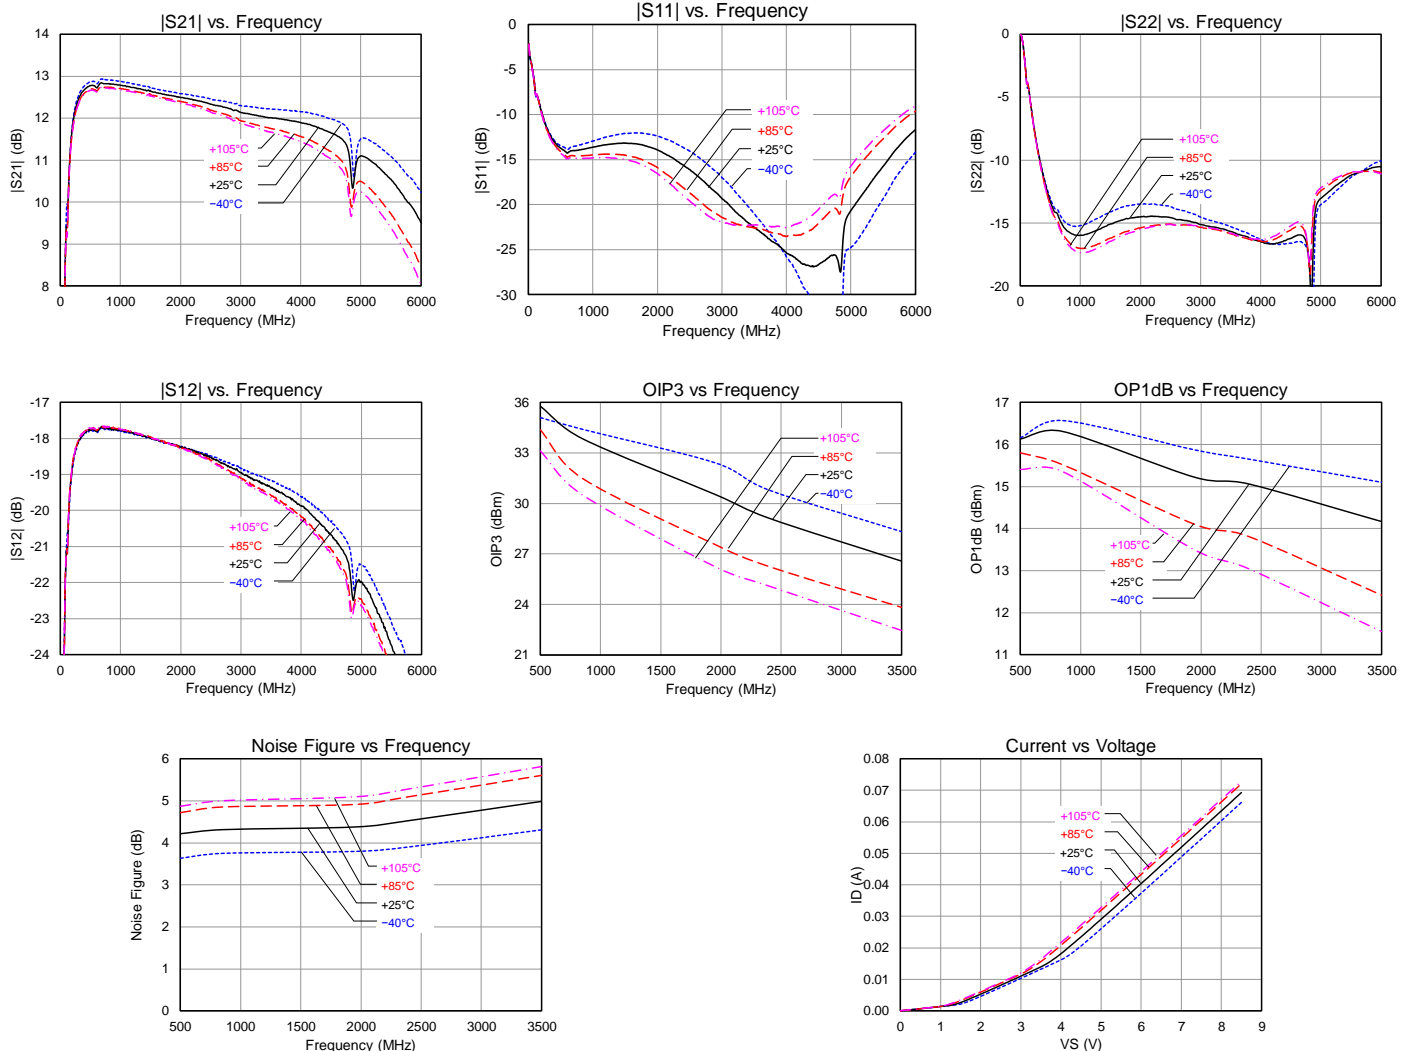 |S21| vs. Frequency
14
13
12
11
10
9
8
|S21| (dB)
+105°C
+85°C
+25°C
−40°C
0 1000 2000 3000 4000 5000 6000
Frequency (MHz)
|S11| vs. Frequency
0
-5
-10
-15
-20
-25
-30
|S11| (dB)
+105°C
+85°C
+25°C
−40°C
0 1000 2000 3000 4000 5000 6000
Frequency (MHz)
|S22| vs. Frequency
0
-5
-10
-15
-20
|S22| (dB)
+105°C
+85°C
+25°C
−40°C
0 1000 2000 3000 4000 5000 6000
Frequency (MHz)
|S12| vs. Frequency
-17
-18
-19
-20
-21
-22
-23
-24
|S12| (dB)
+105°C
+85°C
+25°C
−40°C
0 1000 2000 3000 4000 5000 6000
Frequency (MHz)
OIP3 vs Frequency
36
33
30
27
24
21
OIP3 (dBm)
+105°C
+85°C
+25°C
−40°C
500 1000 1500 2000 2500 3000 3500
Frequency (MHz)
OP1dB vs Frequency
17
16
15
14
13
12
11
OP1dB (dBm)
+105°C
+85°C
+25°C
−40°C
500 1000 1500 2000 2500 3000 3500
Frequency (MHz)
Noise Figure vs Frequency
6
5
4
3
2
1
0
Noise Figure (dB)
+105°C
+85°C
+25°C
−40°C
500 1000 1500 2000 2500 3000 3500
Frequency (MHz)
Current vs Voltage
0.08
0.07
0.06
0.05
0.04
0.03
0.02
0.01
0.00
ID (A)
+105°C
+85°C
+25°C
−40°C
0 1 2 3 4 5 6 7 8 9
VS (V)